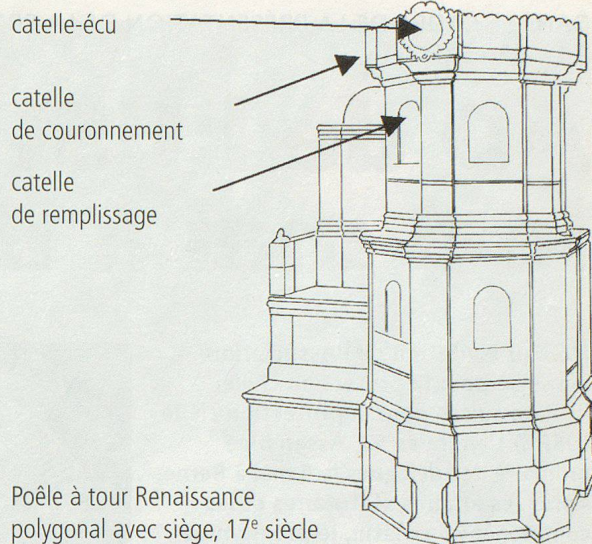 catelle-écu
catelle
de couronnement
catelle
de remplissage
Poêle à tour Renaissance
polygonal avec siège, 17e siècle